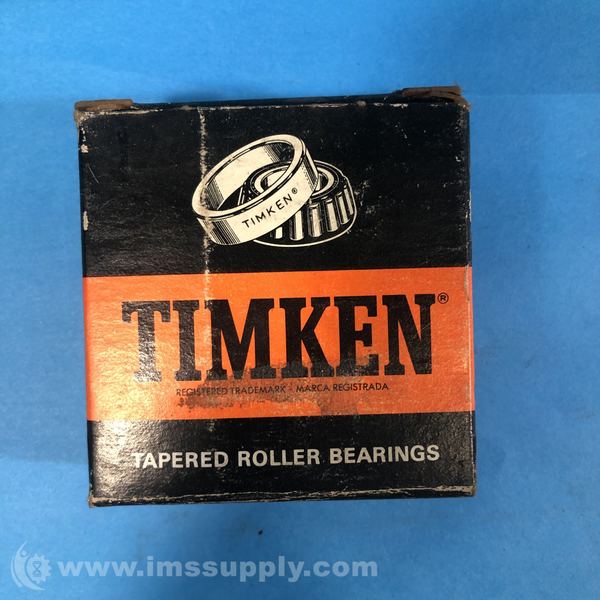 TIMKEN®
TIMKEN®
REGISTERED TRADEMARK - MARCA REGISTRADA
TAPERED ROLLER BEARINGS
www.imssupply.com